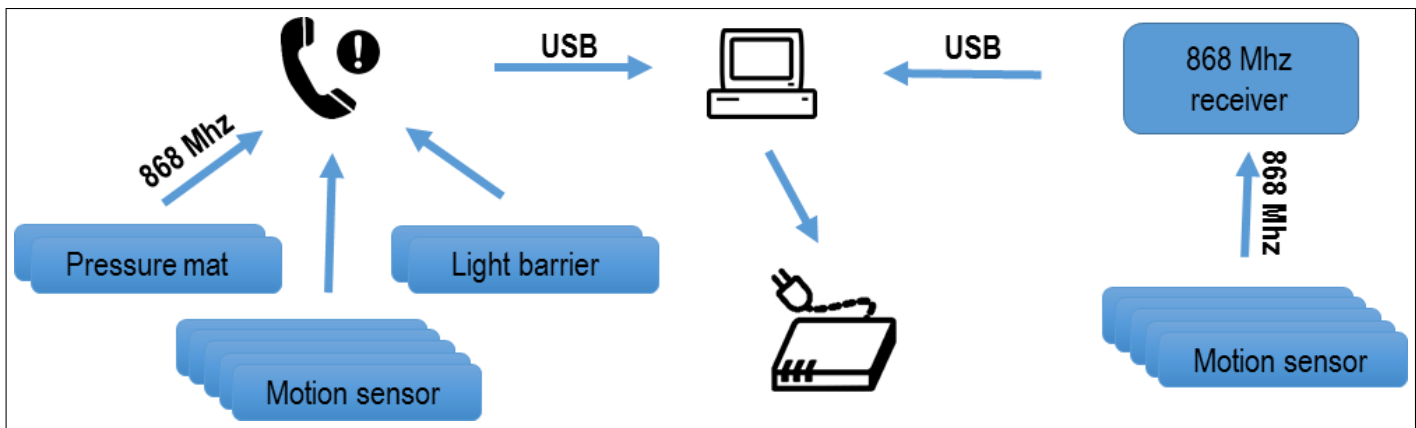 USB
USB
868 Mhz
receiver
868 Mhz
868 Mhz
Pressure mat
Light barrier
Motion sensor
Motion sensor